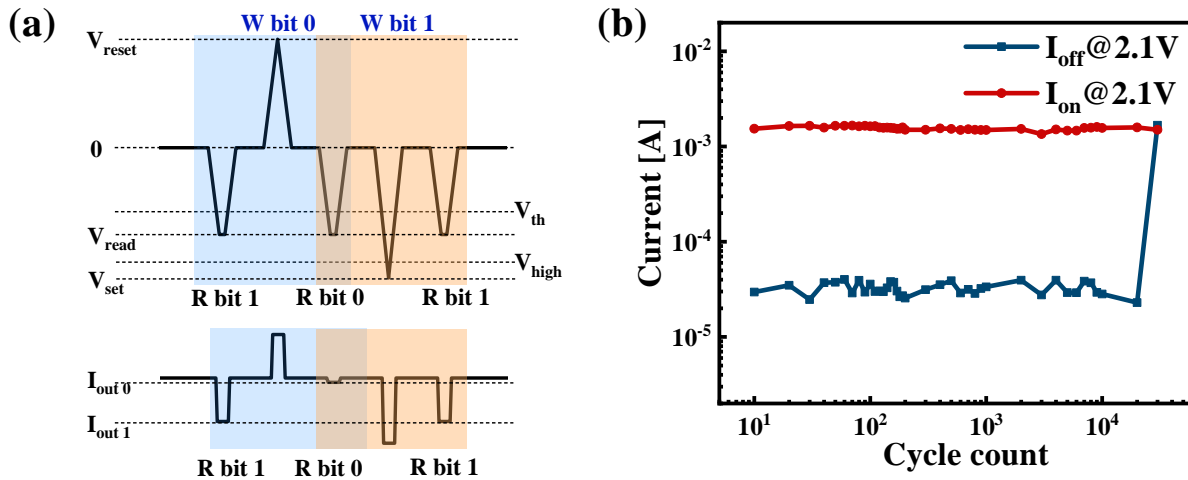 (a)
W bit 0 W bit 1
V_reset
0
V_th
V_read
V_high
V_set
R bit 1 R bit 0 R bit 1
I_out 0
I_out 1
R bit 1 R bit 0 R bit 1
(b)
I_off@2.1V
I_on@2.1V
Current [A]
10^-2
10^-3
10^-4
10^-5
10^1 10^2 10^3 10^4
Cycle count